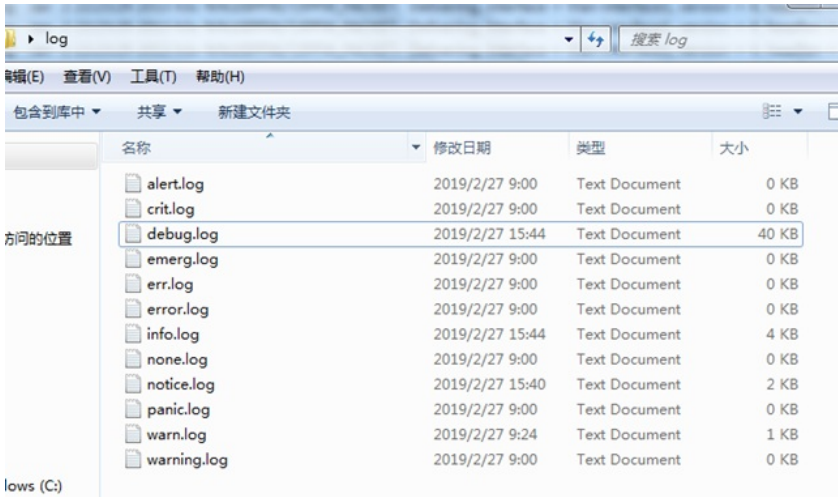 log
搜索 log
编辑(E) 查看(V) 工具(T) 帮助(H)
包含到库中 共享 新建文件夹
名称 修改日期 类型 大小
alert.log 2019/2/27 9:00 Text Document 0 KB
crit.log 2019/2/27 9:00 Text Document 0 KB
访问的位置
debug.log 2019/2/27 15:44 Text Document 40 KB
emerg.log 2019/2/27 9:00 Text Document 0 KB
err.log 2019/2/27 9:00 Text Document 0 KB
error.log 2019/2/27 9:00 Text Document 0 KB
info.log 2019/2/27 15:44 Text Document 4 KB
none.log 2019/2/27 9:00 Text Document 0 KB
notice.log 2019/2/27 15:40 Text Document 2 KB
panic.log 2019/2/27 9:00 Text Document 0 KB
warn.log 2019/2/27 9:24 Text Document 1 KB
warning.log 2019/2/27 9:00 Text Document 0 KB
dows (C:)